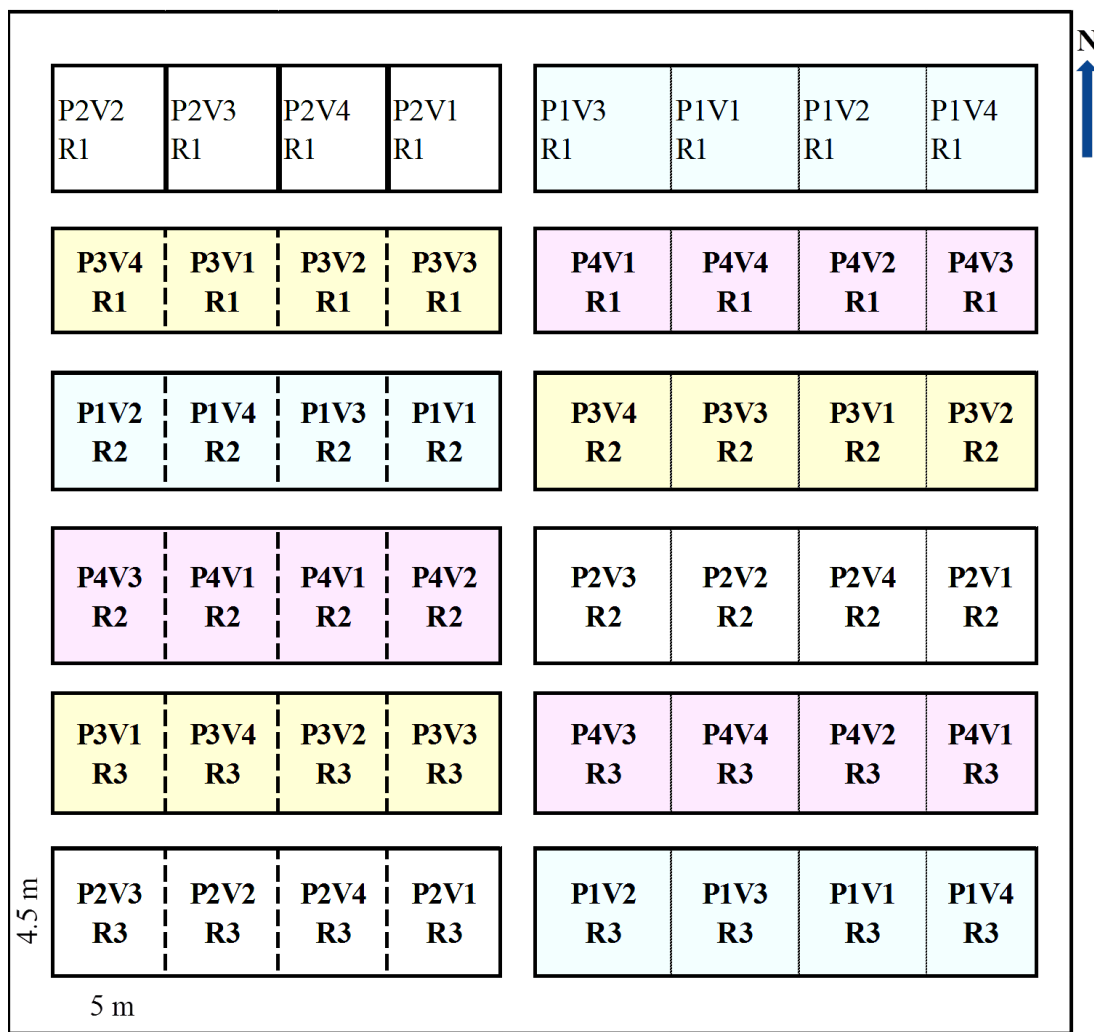 N
P2V2 P2V3 P2V4 P2V1 P1V3 P1V1 P1V2 P1V4
R1 R1 R1 R1 R1 R1 R1 R1
P3V4 P3V1 P3V2 P3V3 P4V1 P4V4 P4V2 P4V3
R1 R1 R1 R1 R1 R1 R1 R1
P1V2 P1V4 P1V3 P1V1 P3V4 P3V3 P3V1 P3V2
R2 R2 R2 R2 R2 R2 R2 R2
P4V3 P4V1 P4V1 P4V2 P2V3 P2V2 P2V4 P2V1
R2 R2 R2 R2 R2 R2 R2 R2
P3V1 P3V4 P3V2 P3V3 P4V3 P4V4 P4V2 P4V1
R3 R3 R3 R3 R3 R3 R3 R3
P2V3 P2V2 P2V4 P2V1 P1V2 P1V3 P1V1 P1V4
R3 R3 R3 R3 R3 R3 R3 R3
4.5 m
5 m